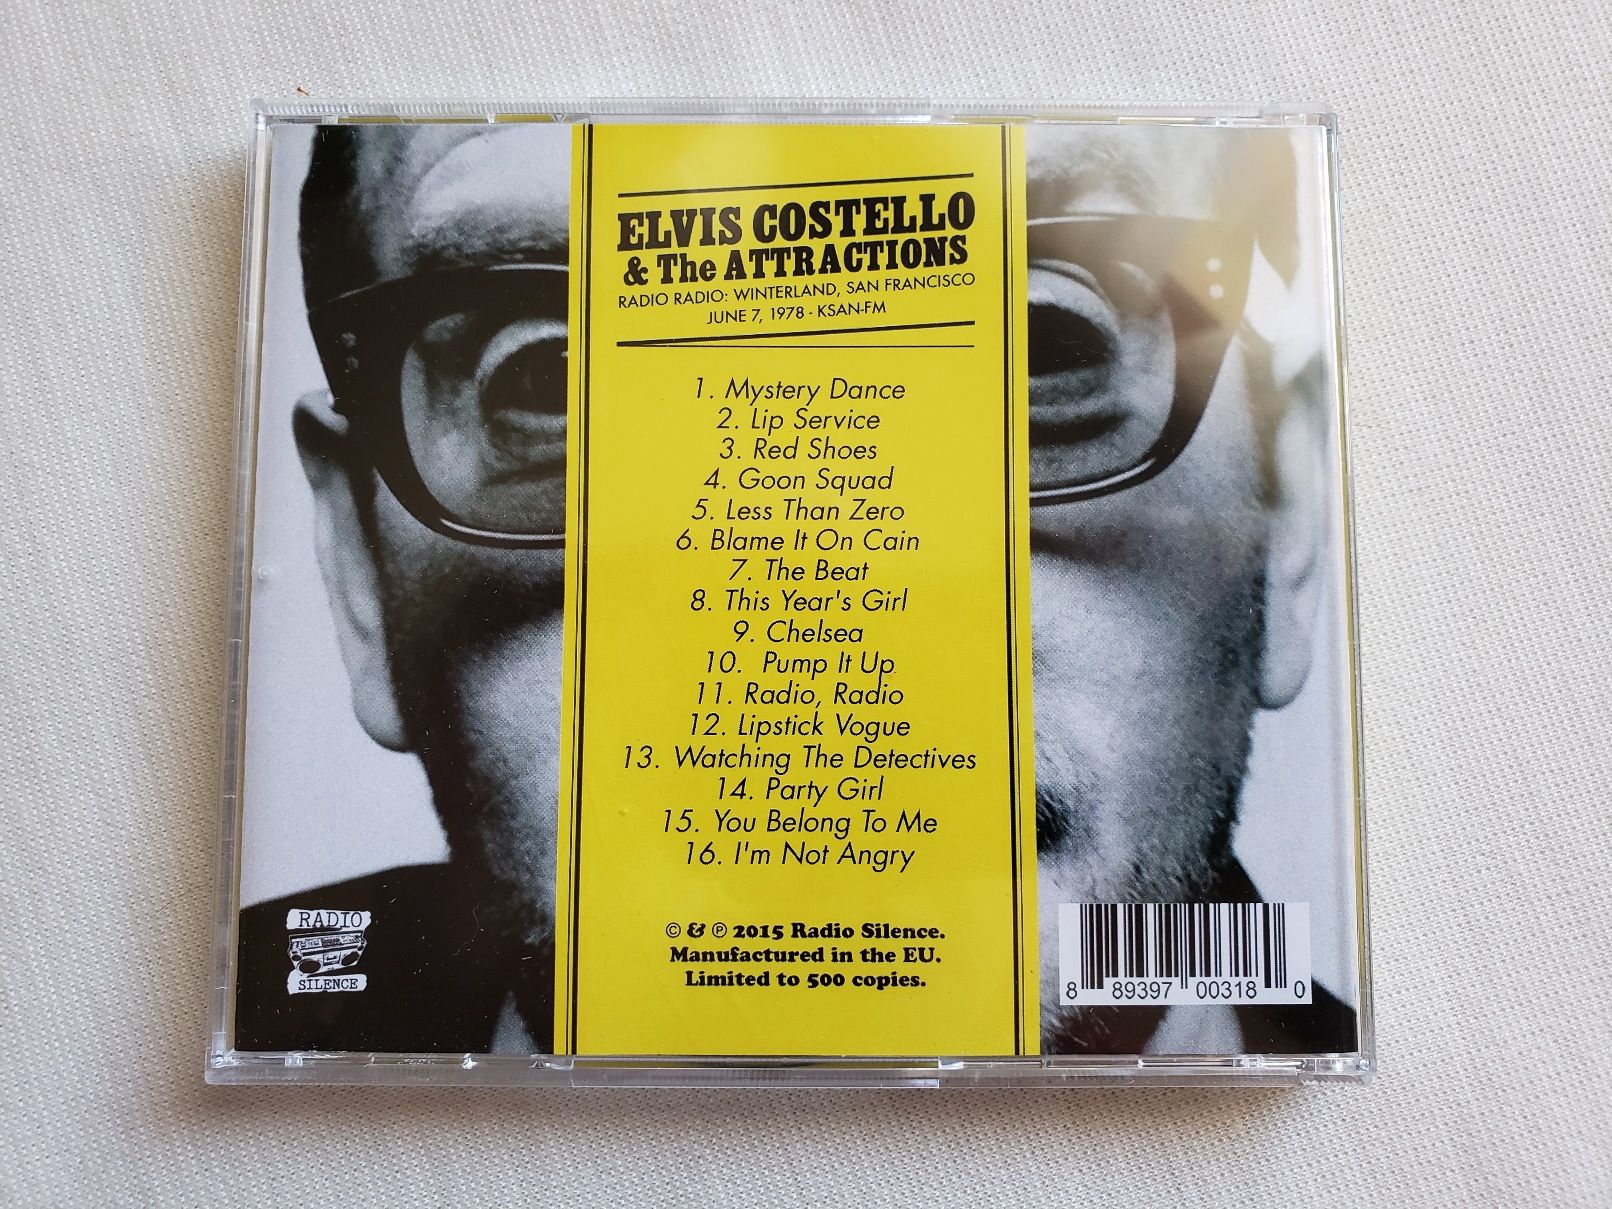 ELVIS COSTELLO
& The ATTRACTIONS
RADIO RADIO: WINTERLAND, SAN FRANCISCO
JUNE 7, 1978 - KSAN-FM
1. Mystery Dance
2. Lip Service
3. Red Shoes
4. Goon Squad
5. Less Than Zero
6. Blame It On Cain
7. The Beat
8. This Year's Girl
9. Chelsea
10. Pump It Up
11. Radio, Radio
12. Lipstick Vogue
13. Watching The Detectives
14. Party Girl
15. You Belong To Me
16. I'm Not Angry
© & ℗ 2015 Radio Silence.
Manufactured in the EU.
Limited to 500 copies.
RADIO
SILENCE
8 89397 00318 0